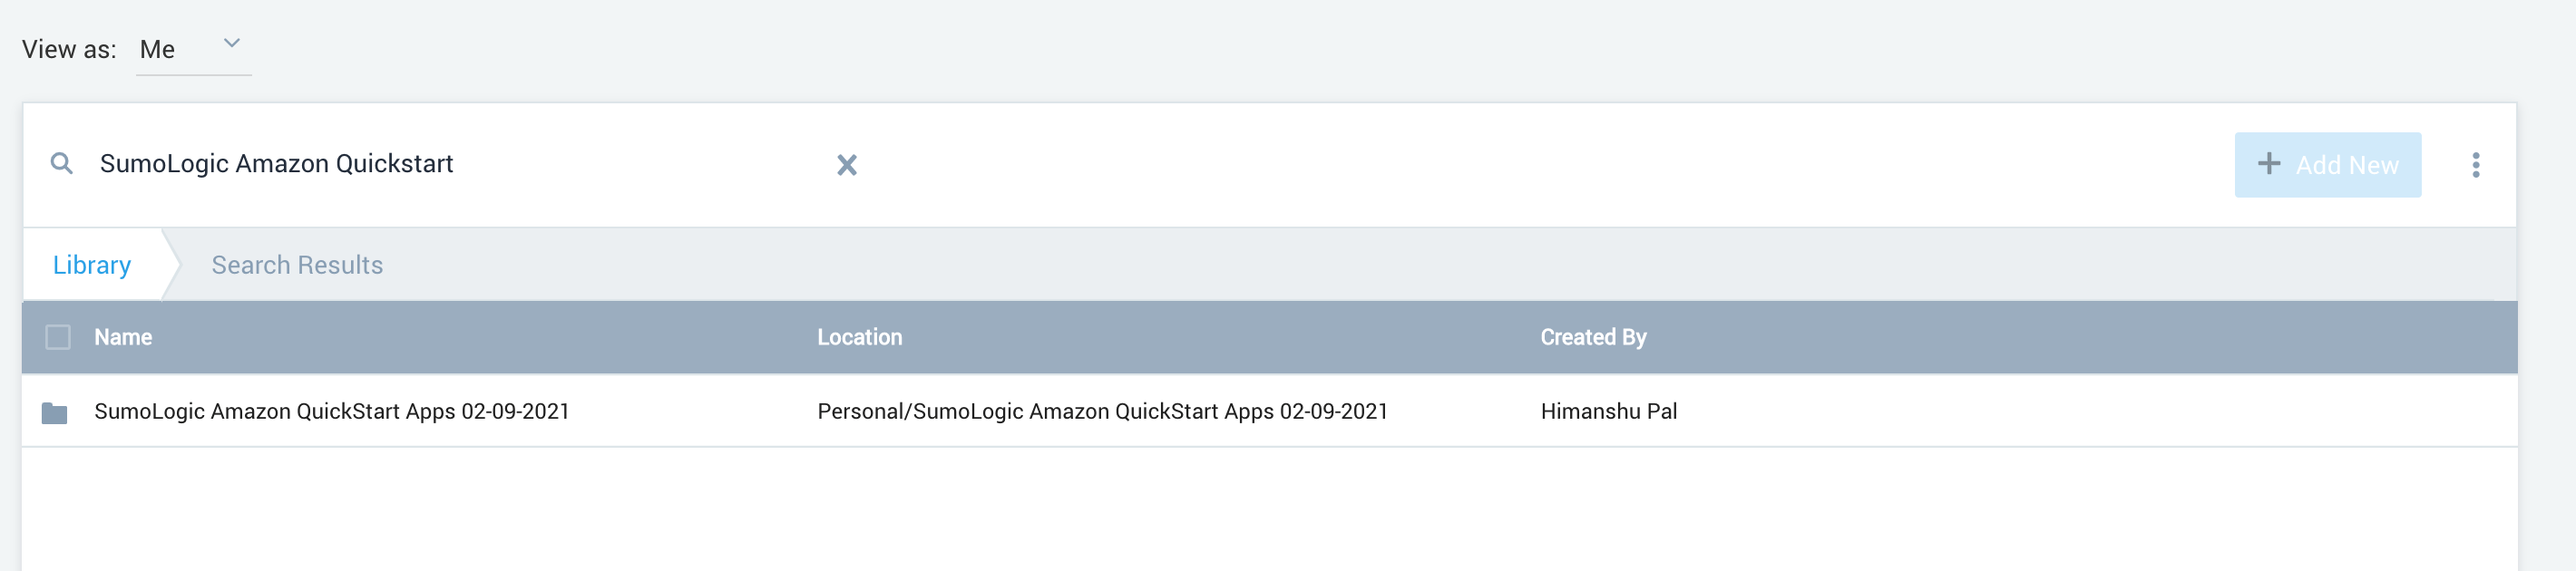 View as: Me
SumoLogic Amazon Quickstart
Add New
Library Search Results
Name Location Created By
SumoLogic Amazon QuickStart Apps 02-09-2021 Personal/SumoLogic Amazon QuickStart Apps 02-09-2021 Himanshu Pal